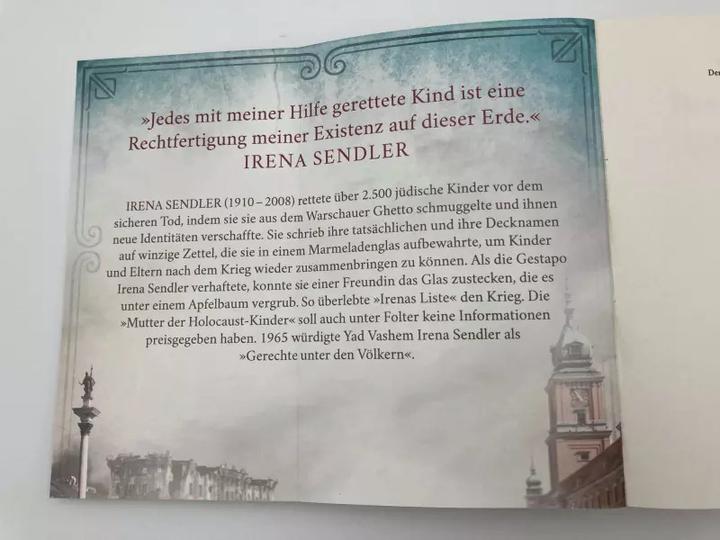 »Jedes mit meiner Hilfe gerettete Kind ist eine
Rechtfertigung meiner Existenz auf dieser Erde.«
IRENA SENDLER
IRENA SENDLER (1910 – 2008) rettete über 2.500 jüdische Kinder vor dem
sicheren Tod, indem sie sie aus dem Warschauer Ghetto schmuggelte und ihnen
neue Identitäten verschaffte. Sie schrieb ihre tatsächlichen und ihre Decknamen
auf winzige Zettel, die sie in einem Marmeladenglas aufbewahrte, um Kinder
und Eltern nach dem Krieg wieder zusammenbringen zu können. Als die Gestapo
Irena Sendler verhaftete, konnte sie einer Freundin das Glas zustecken, die es
unter einem Apfelbaum vergrub. So überlebte »Irenas Liste« den Krieg. Die
»Mutter der Holocaust-Kinder« soll auch unter Folter keine Informationen
preisgegeben haben. 1965 würdigte Yad Vashem Irena Sendler als
»Gerechte unter den Völkern«.